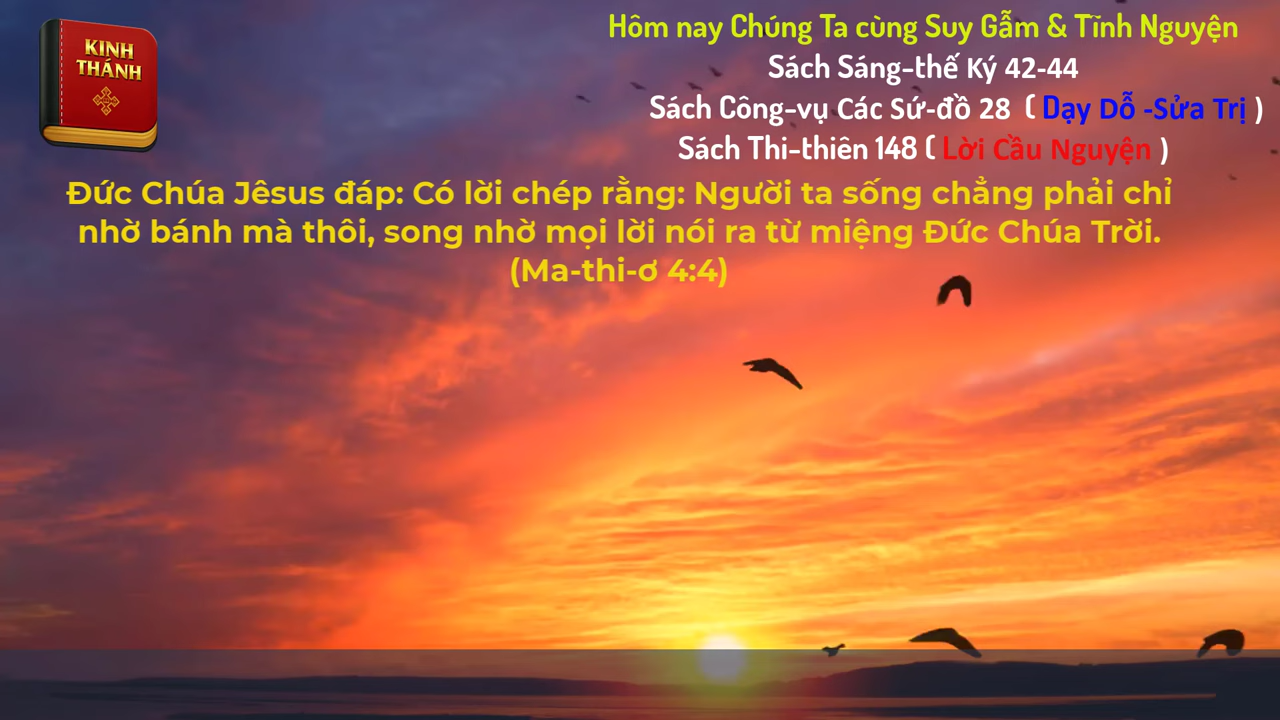 KINH
THÁNH
Hôm nay Chúng Ta cùng Suy Gẫm & Tĩnh Nguyện
Sách Sáng-thế Ký 42-44
Sách Công-vụ Các Sứ-đồ 28 ( Dạy Dỗ -Sửa Trị )
Sách Thi-thiên 148 ( Lời Cầu Nguyện )
Đức Chúa Jêsus đáp: Có lời chép rằng: Người ta sống chẳng phải chỉ
nhờ bánh mà thôi, song nhờ mọi lời nói ra từ miệng Đức Chúa Trời.
(Ma-thi-ơ 4:4)